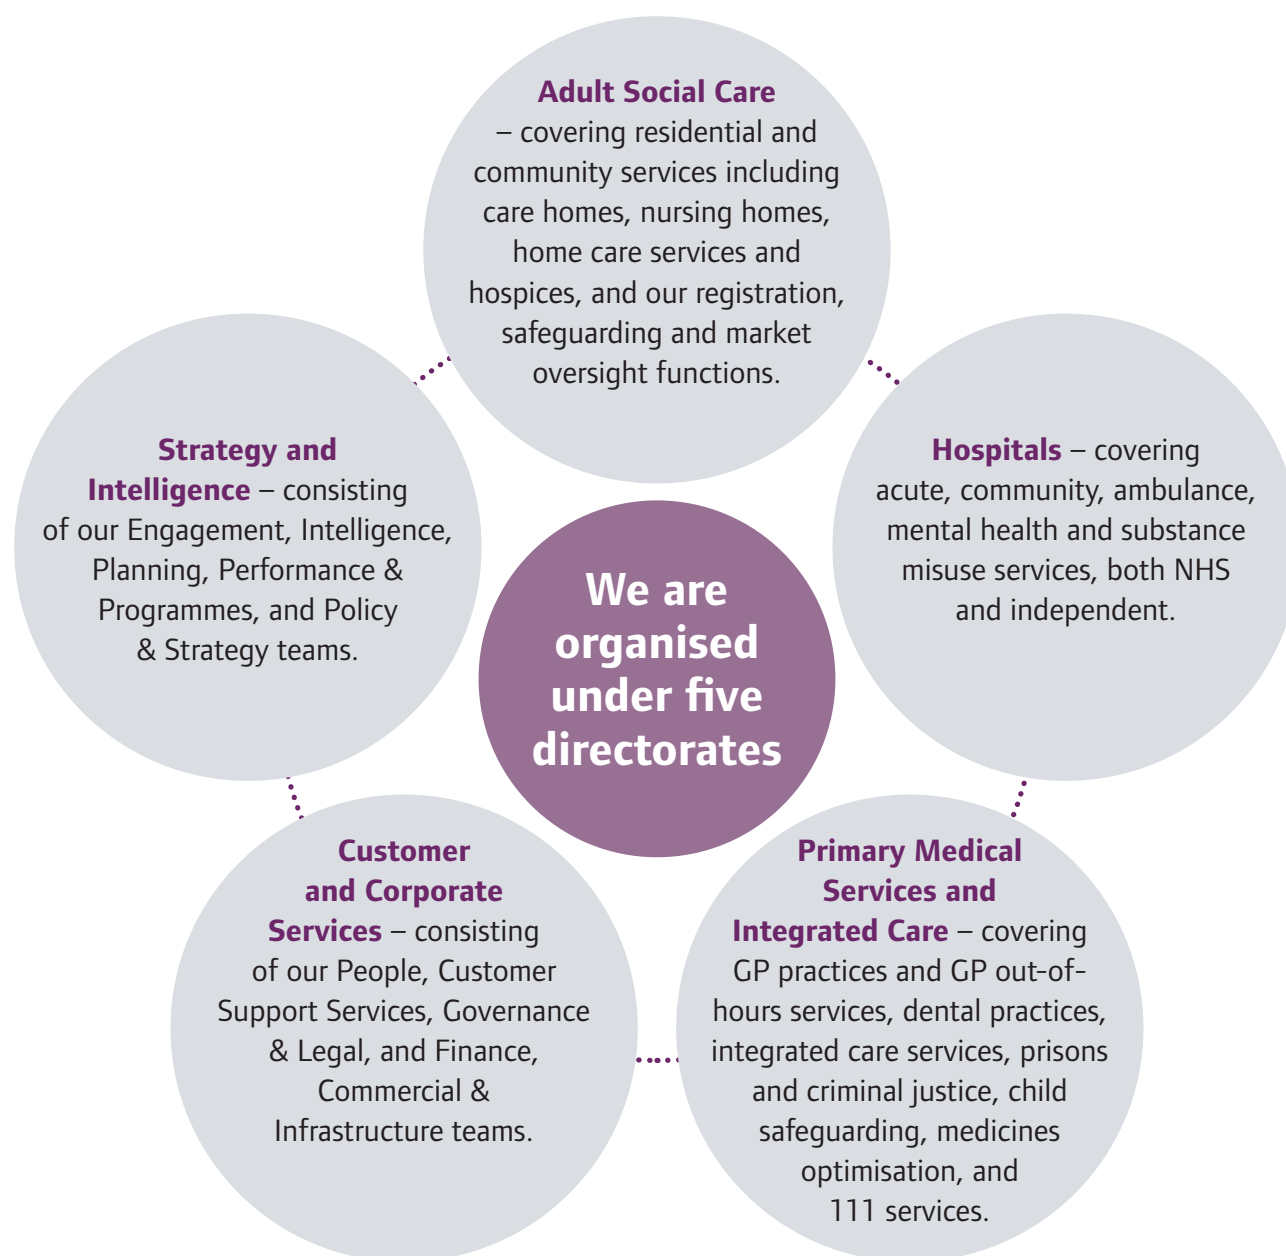 Adult Social Care
– covering residential and
community services including
care homes, nursing homes,
home care services and
hospices, and our registration,
safeguarding and market
oversight functions.
Strategy and
Intelligence – consisting
of our Engagement, Intelligence,
Planning, Performance &
Programmes, and Policy
& Strategy teams.
Hospitals – covering
acute, community, ambulance,
mental health and substance
misuse services, both NHS
and independent.
We are
organised
under five
directorates
Customer
and Corporate
Services – consisting
of our People, Customer
Support Services, Governance
& Legal, and Finance,
Commercial &
Infrastructure teams.
Primary Medical
Services and
Integrated Care – covering
GP practices and GP out-of-
hours services, dental practices,
integrated care services, prisons
and criminal justice, child
safeguarding, medicines
optimisation, and
111 services.